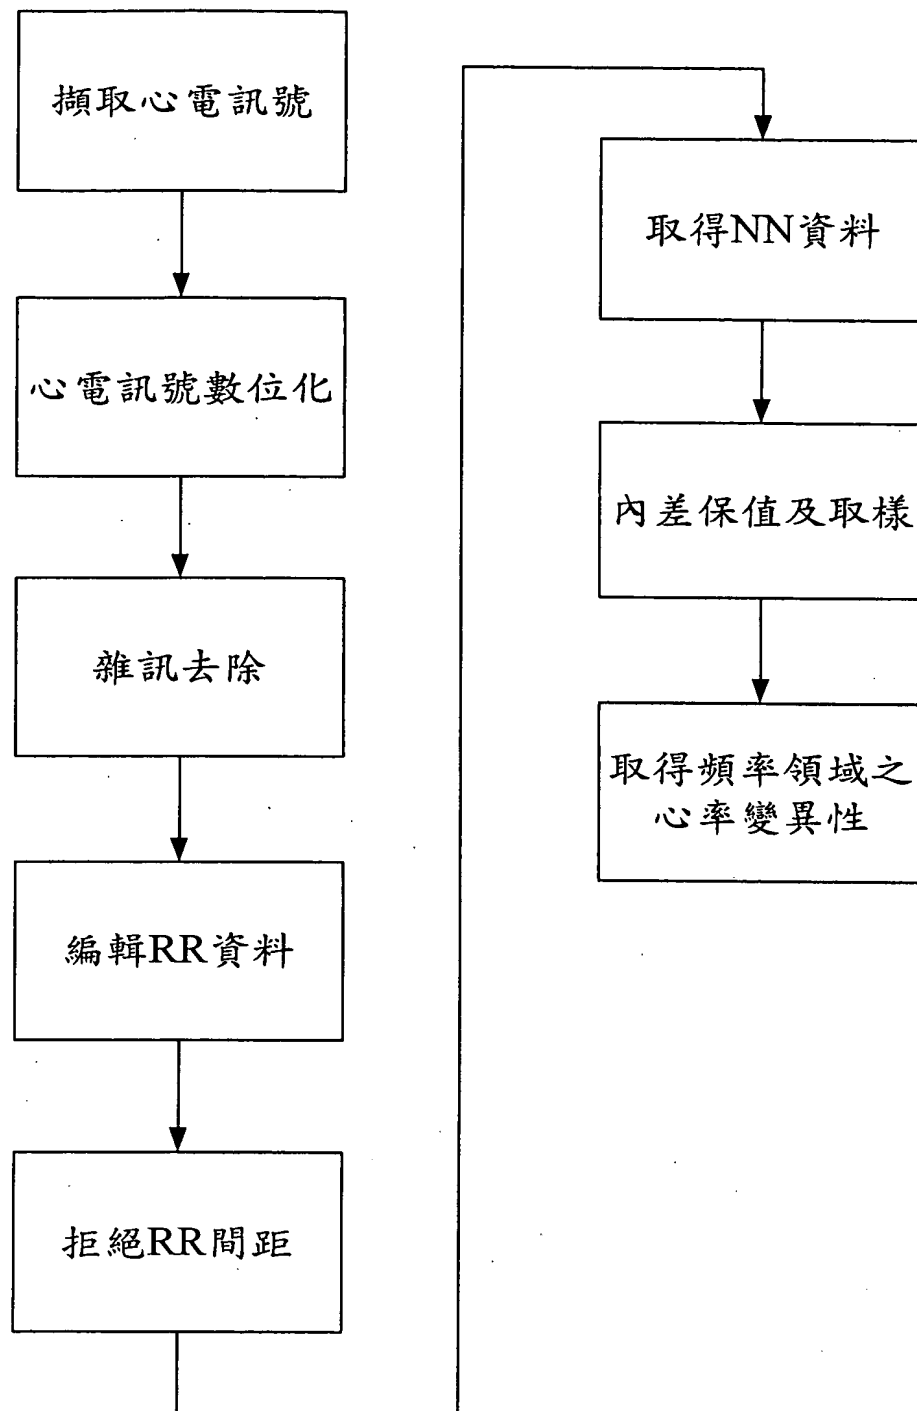 擷取心電訊號
心電訊號數位化
雜訊去除
編輯RR資料
拒絕RR間距
取得NN資料
內差保值及取樣
取得頻率領域之
心率變異性